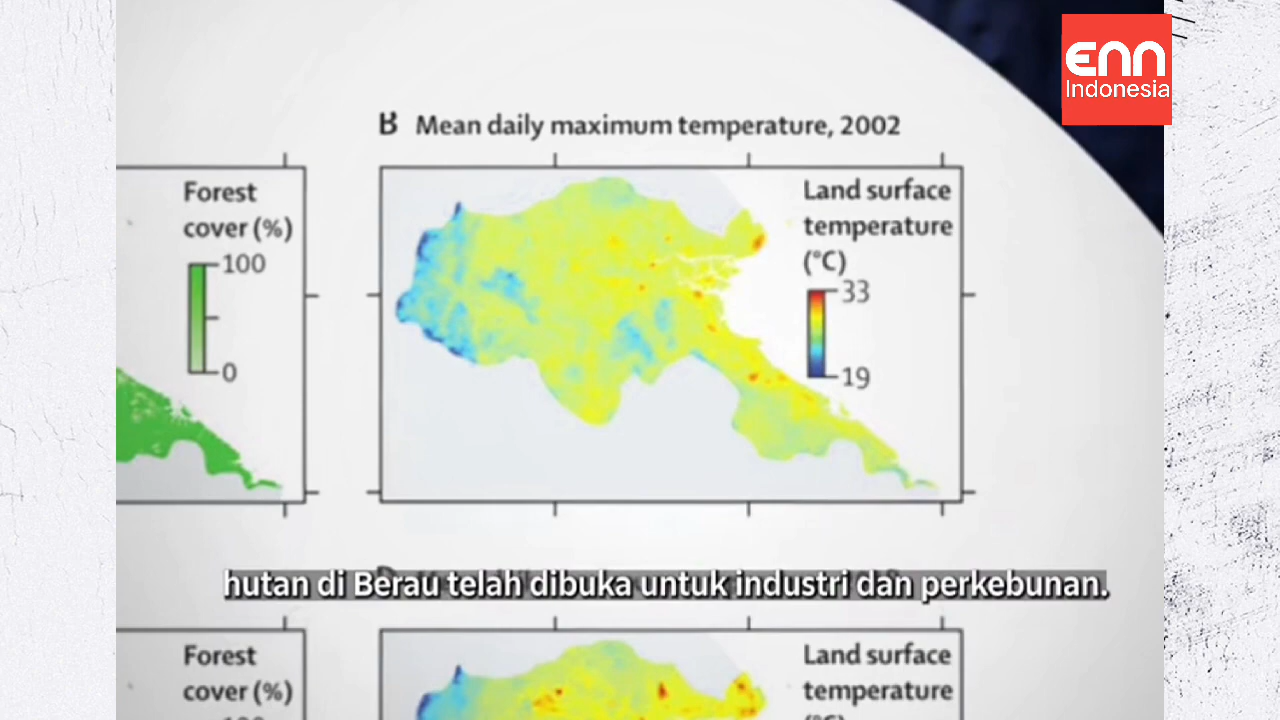 enn
Indonesia
B Mean daily maximum temperature, 2002
Forest
cover (%)
100
0
Land surface
temperature
(°C)
33
19
hutan di Berau telah dibuka untuk industri dan perkebunan.
Forest
cover (%)
Land surface
temperature